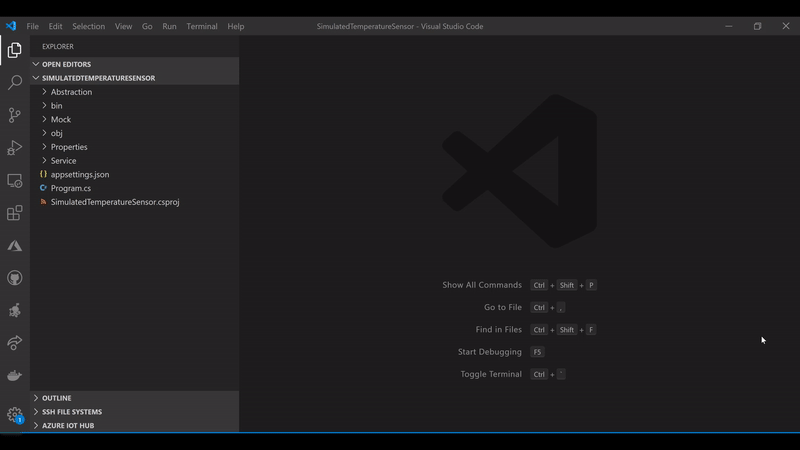 File Edit Selection View Go Run Terminal Help SimulatedTemperatureSensor - Visual Studio Code
EXPLORER
OPEN EDITORS
SIMULATEDTEMPERATURESENSOR
Abstraction
bin
Mock
obj
Properties
Service
{} appsettings.json
Program.cs
SimulatedTemperatureSensor.csproj
Show All Commands Ctrl + Shift + P
Go to File Ctrl + ,
Find in Files Ctrl + Shift + F
Start Debugging F5
Toggle Terminal Ctrl + `
OUTLINE
SSH FILE SYSTEMS
AZURE IOT HUB
1